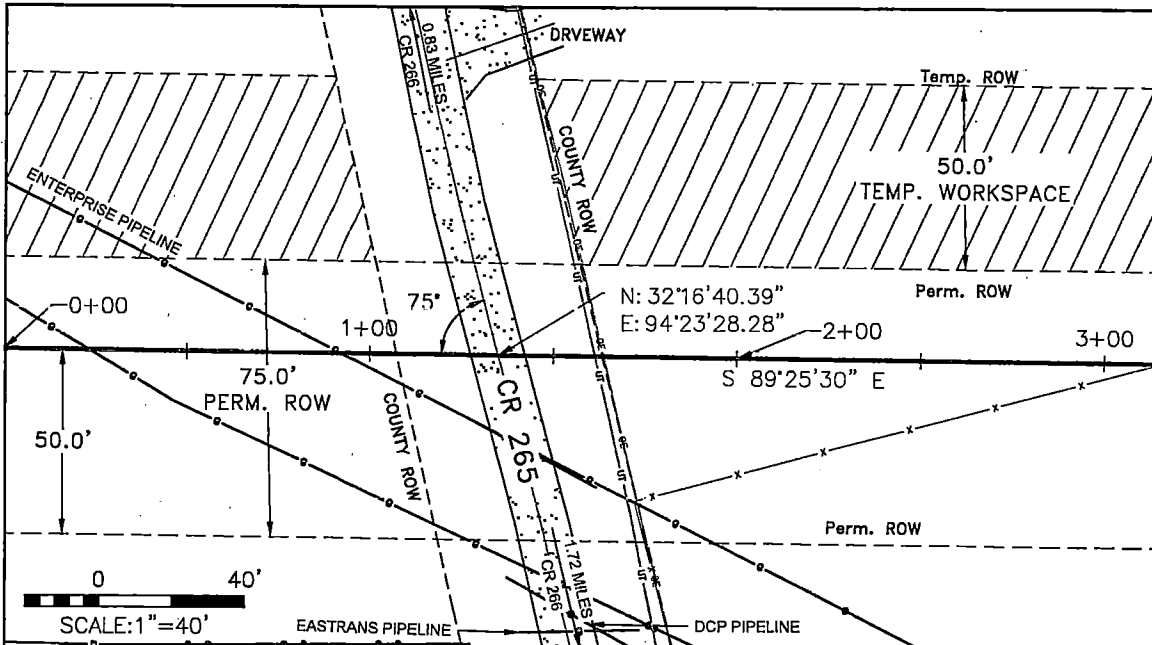 DRVEWAY
0.83 MILES
CR 266
Temp. ROW
COUNTY ROW
50.0'
TEMP. WORKSPACE
ENTERPRISE PIPELINE
Perm. ROW
N: 32°16'40.39"
E: 94°23'28.28"
75°
0+00
1+00
2+00
3+00
S 89°25'30" E
75.0'
PERM. ROW
CR 265
COUNTY ROW
50.0'
Perm. ROW
1.72 MILES
CR 266
0 40'
SCALE:1"=40'
EASTRANS PIPELINE
DCP PIPELINE